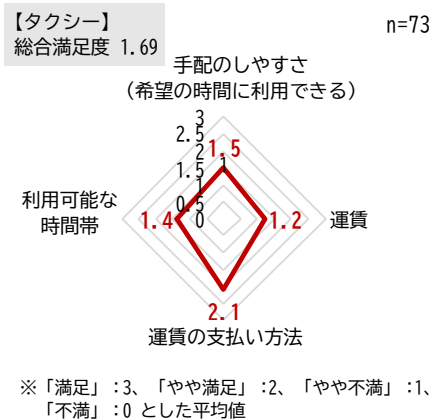 【タクシー】
総合満足度 1.69
n=73
手配のしやすさ
（希望の時間に利用できる）
3
2.5
2
1.5
1
0.5
0
1
1.5
1.2
2.1
1.4
利用可能な
時間帯
運賃
運賃の支払い方法
※「満足」:3、「やや満足」:2、「やや不満」:1、
「不満」:0 とした平均値